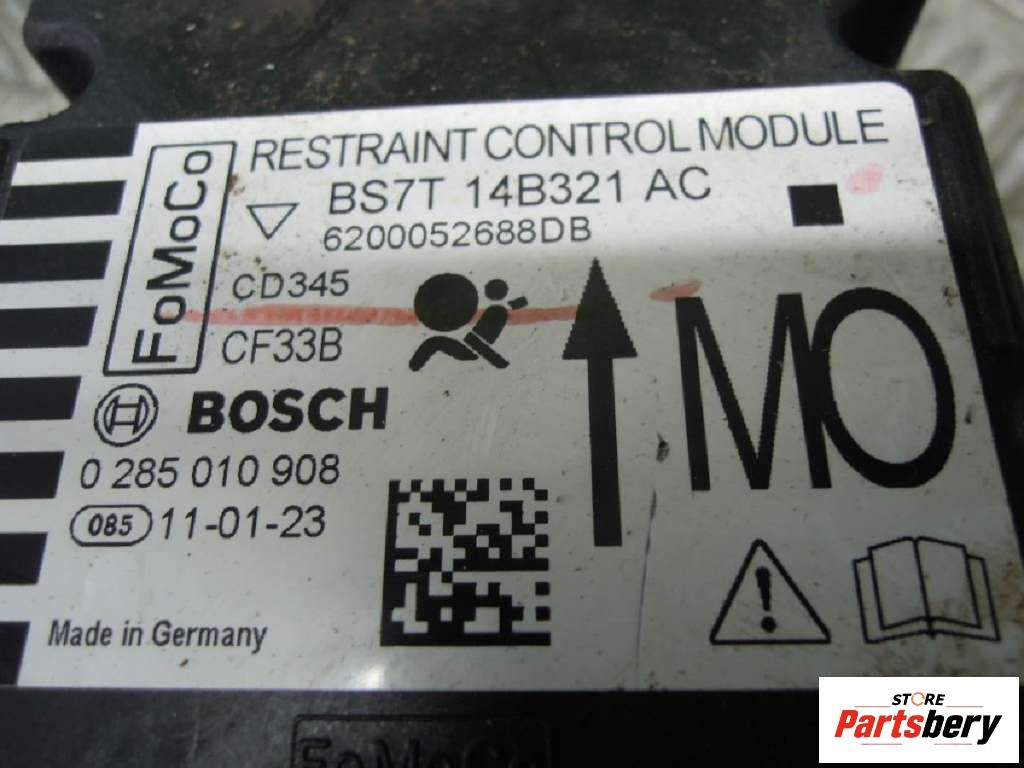 RESTRAINT CONTROL MODULE
FoMoCo
BS7T 14B321 AC
6200052688DB
CD345
CF33B
MO
BOSCH
0 285 010 908
085 11-01-23
Made in Germany
FoMoCo
STORE
Partsbery